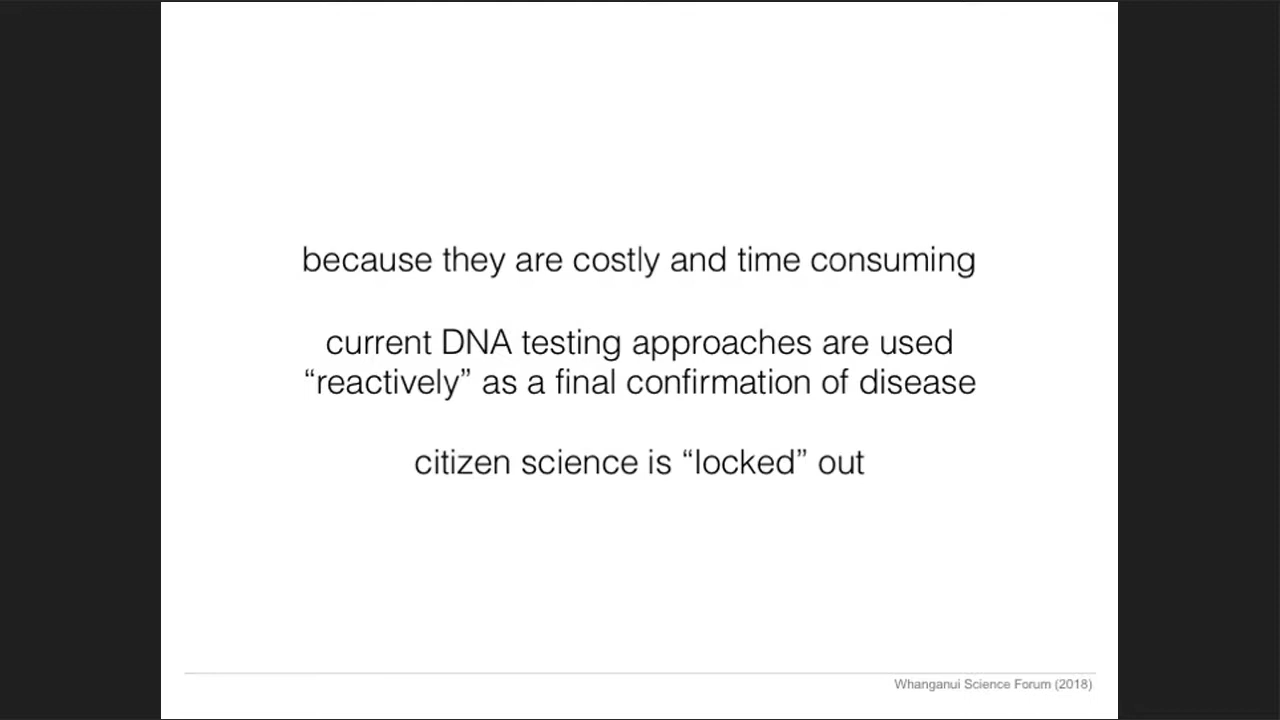 because they are costly and time consuming
current DNA testing approaches are used
“reactively” as a final confirmation of disease
citizen science is “locked” out
Whanganui Science Forum (2018)